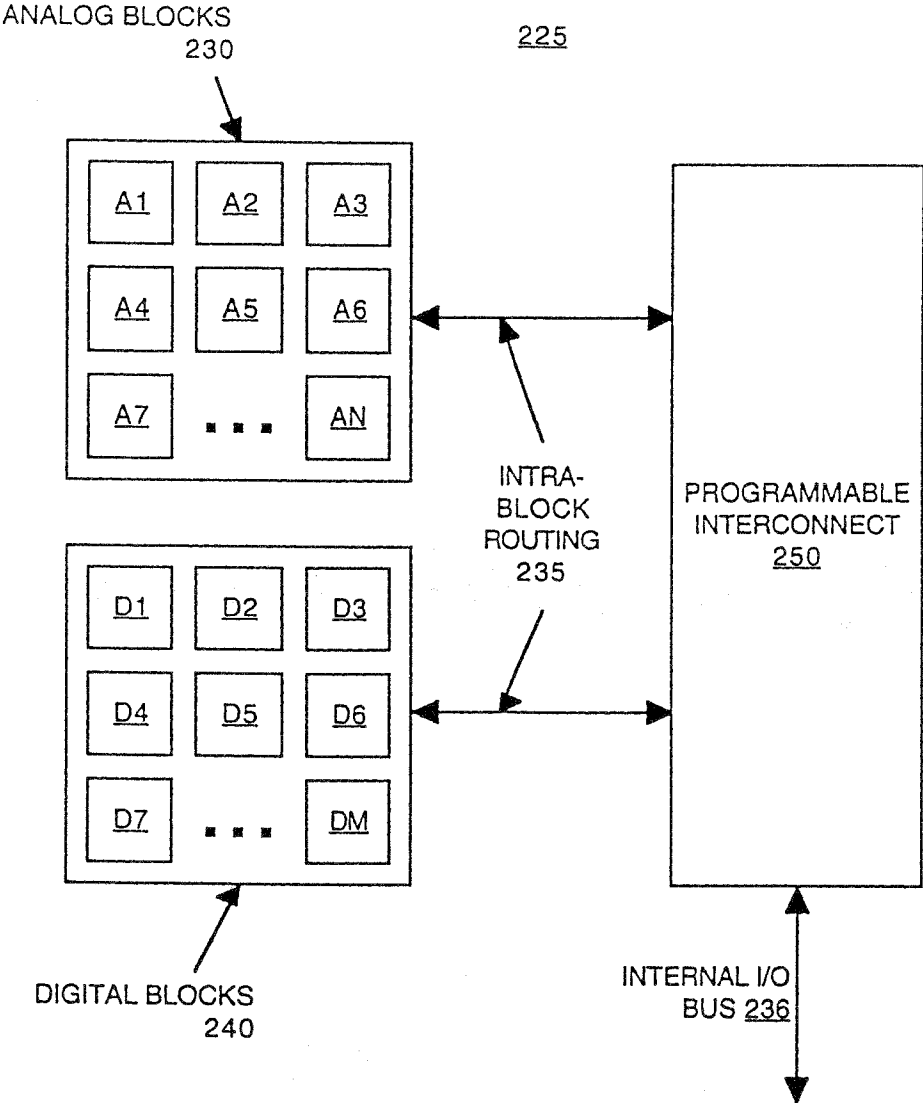 ANALOG BLOCKS
230
225
A1 A2 A3
A4 A5 A6
A7 ... AN
INTRA-
BLOCK
ROUTING
235
PROGRAMMABLE
INTERCONNECT
250
D1 D2 D3
D4 D5 D6
D7 ... DM
DIGITAL BLOCKS
240
INTERNAL I/O
BUS 236